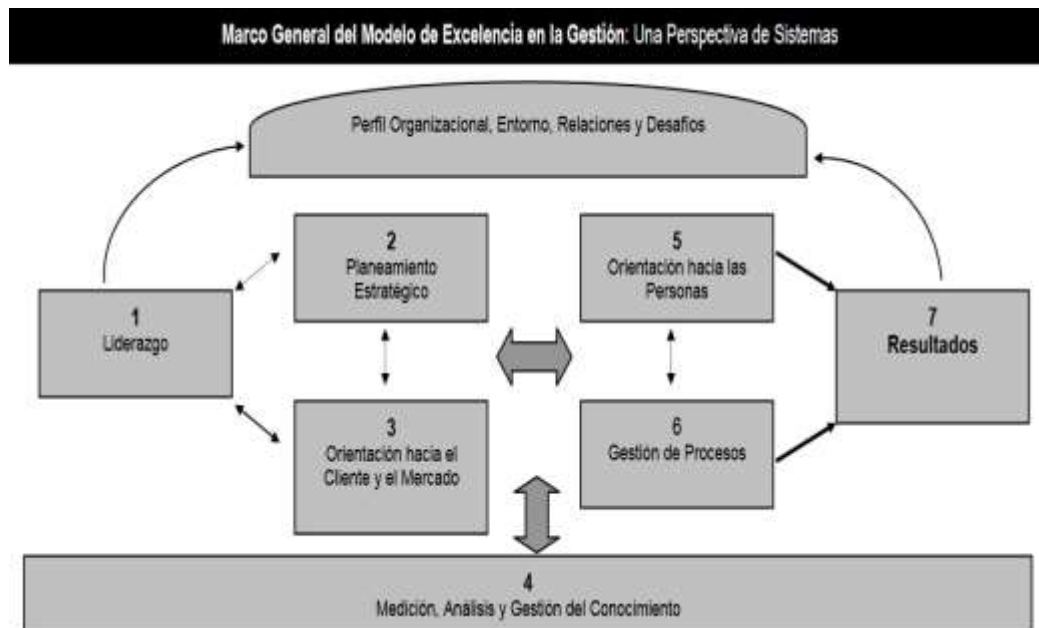 Marco General del Modelo de Excelencia en la Gestión: Una Perspectiva de Sistemas
Perfil Organizacional, Entorno, Relaciones y Desafíos
1
Liderazgo
2
Planeamiento
Estratégico
3
Orientación hacia el
Cliente y el Mercado
5
Orientación hacia las
Personas
6
Gestión de Procesos
7
Resultados
4
Medición, Análisis y Gestión del Conocimiento